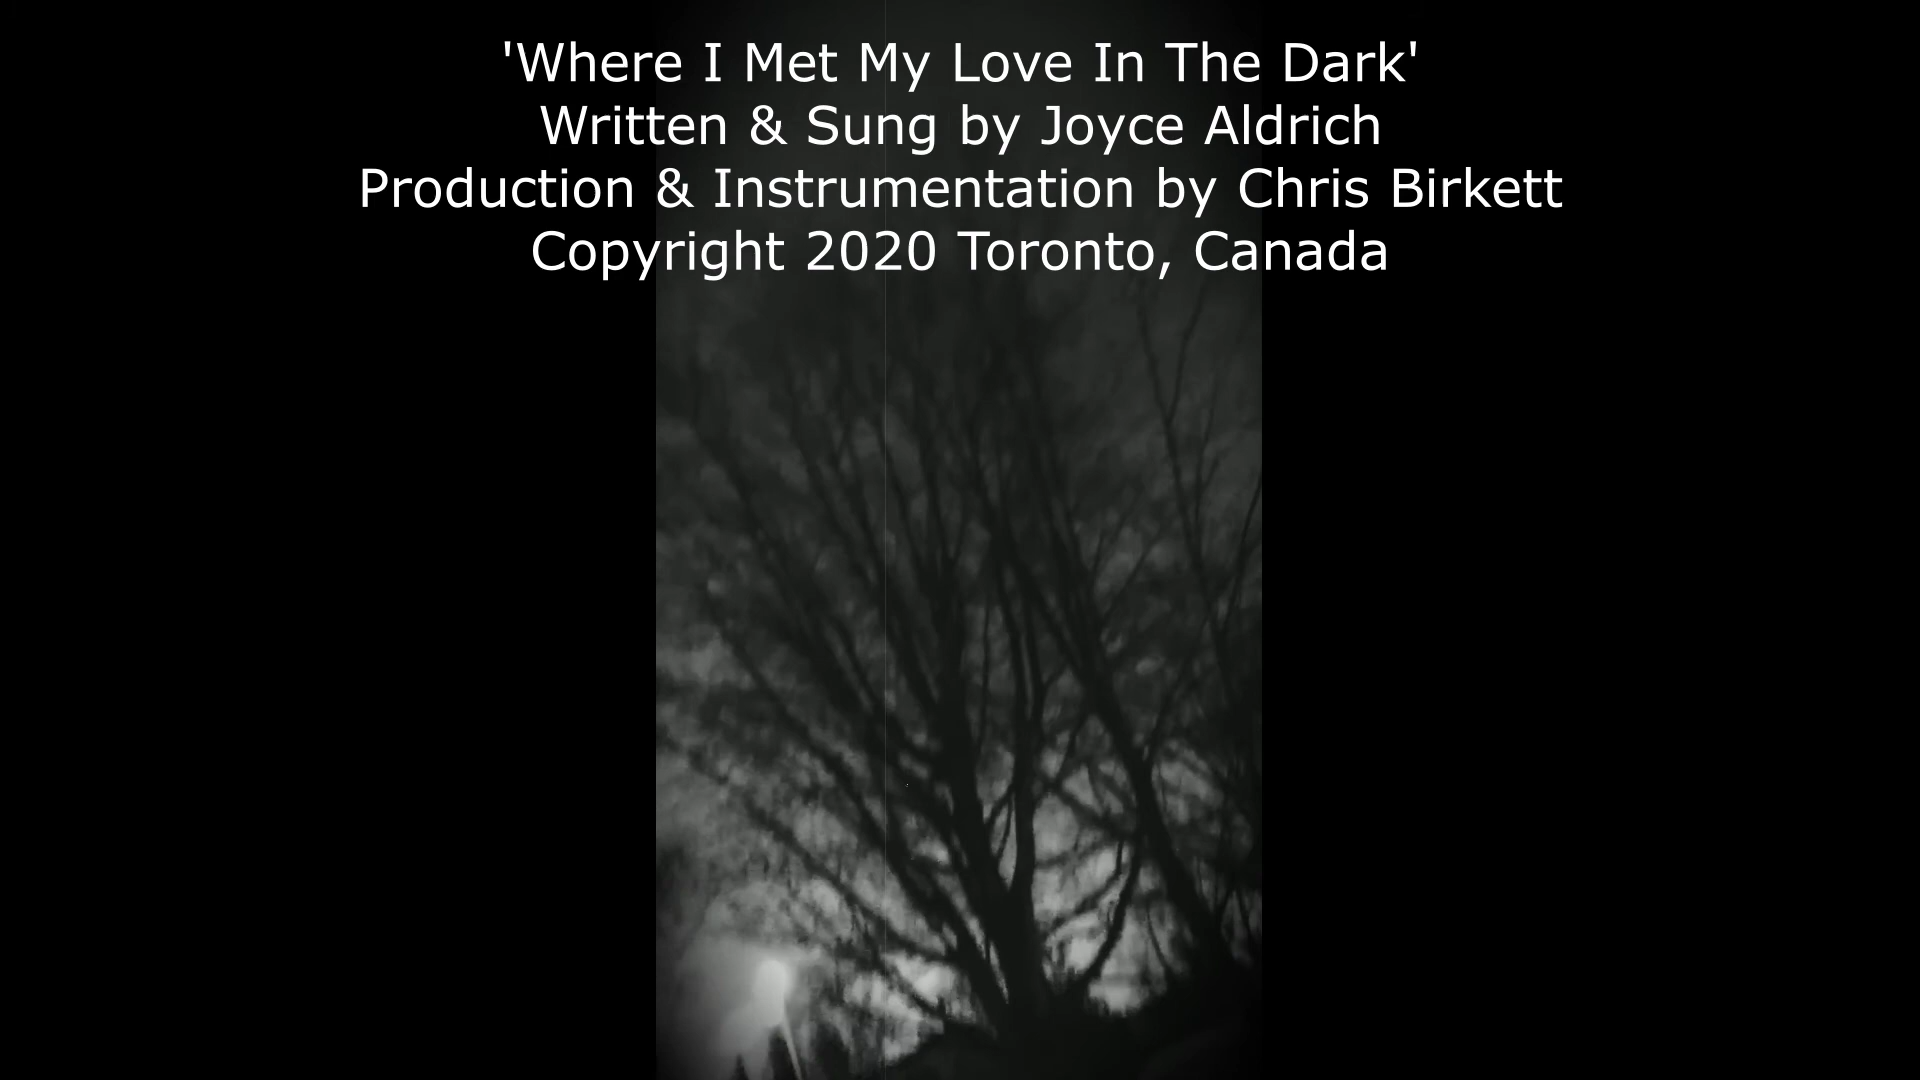 'Where I Met My Love In The Dark'
Written & Sung by Joyce Aldrich
Production & Instrumentation by Chris Birkett
Copyright 2020 Toronto, Canada